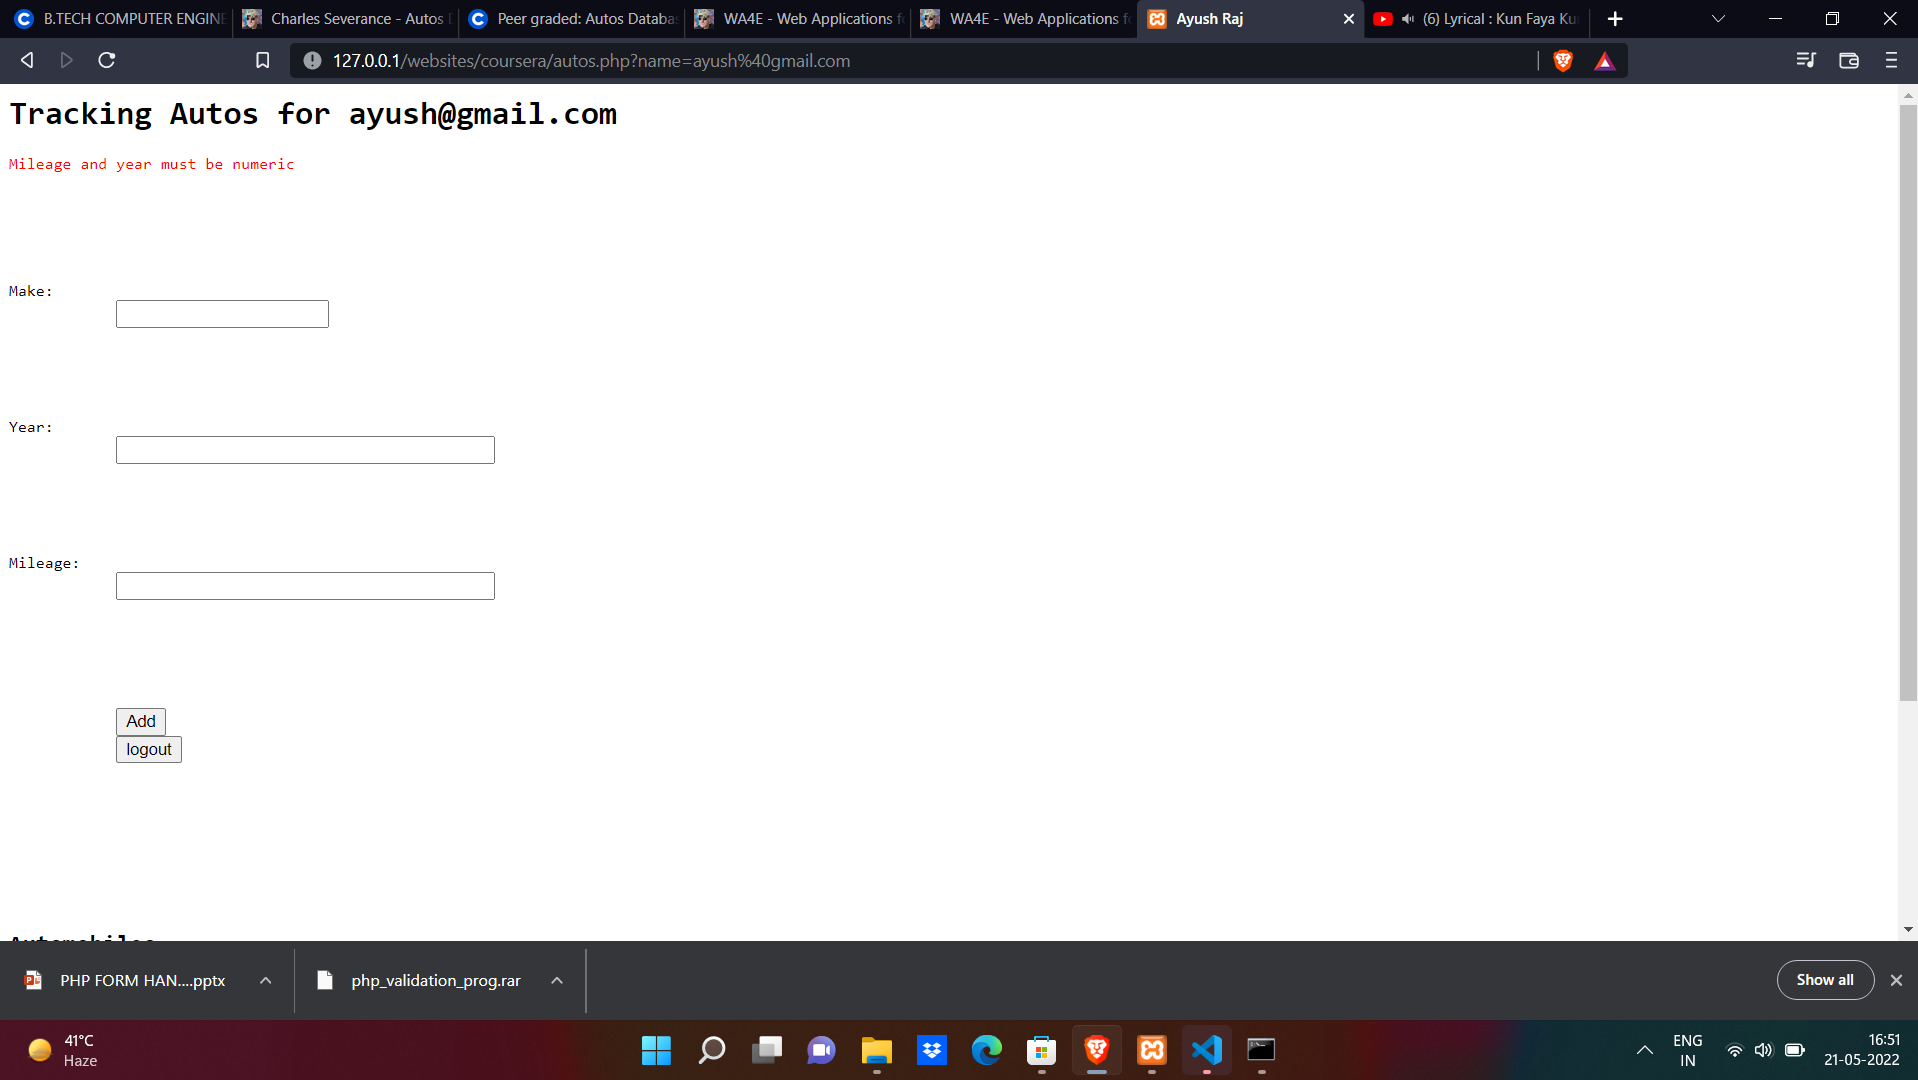 B.TECH COMPUTER ENGINE
Charles Severance - Autos
Peer graded: Autos Databa
WA4E - Web Applications f
WA4E - Web Applications f
Ayush Raj
(6) Lyrical : Kun Faya Ku
127.0.0.1/websites/coursera/autos.php?name=ayush%40gmail.com
Tracking Autos for ayush@gmail.com
Mileage and year must be numeric
Make:
Year:
Mileage:
Add
logout
Automobiles
PHP FORM HAN....pptx
php_validation_prog.rar
Show all
41°C
Haze
ENG
IN
16:51
21-05-2022